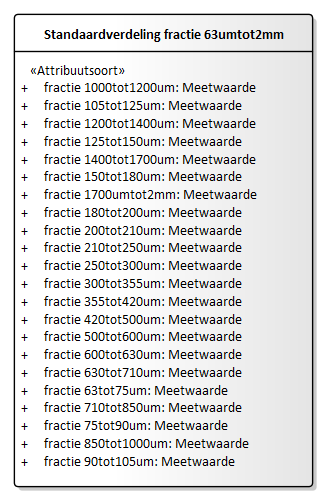 Standaardverdeling fractie 63umtot2mm
«Attribuutsoort»
+ fractie 1000tot1200um: Meetwaarde
+ fractie 105tot125um: Meetwaarde
+ fractie 1200tot1400um: Meetwaarde
+ fractie 125tot150um: Meetwaarde
+ fractie 1400tot1700um: Meetwaarde
+ fractie 150tot180um: Meetwaarde
+ fractie 1700umtot2mm: Meetwaarde
+ fractie 180tot200um: Meetwaarde
+ fractie 200tot210um: Meetwaarde
+ fractie 210tot250um: Meetwaarde
+ fractie 250tot300um: Meetwaarde
+ fractie 300tot355um: Meetwaarde
+ fractie 355tot420um: Meetwaarde
+ fractie 420tot500um: Meetwaarde
+ fractie 500tot600um: Meetwaarde
+ fractie 600tot630um: Meetwaarde
+ fractie 630tot710um: Meetwaarde
+ fractie 63tot75um: Meetwaarde
+ fractie 710tot850um: Meetwaarde
+ fractie 75tot90um: Meetwaarde
+ fractie 850tot1000um: Meetwaarde
+ fractie 90tot105um: Meetwaarde